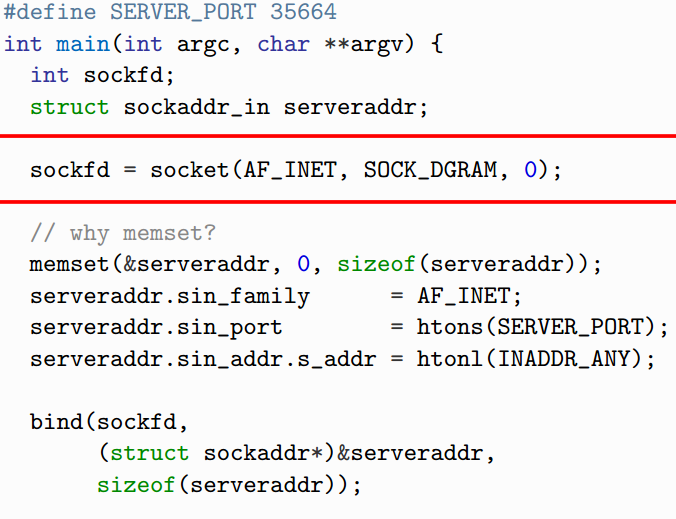 #define SERVER_PORT 35664
int main(int argc, char **argv) {
  int sockfd;
  struct sockaddr_in serveraddr;
  sockfd = socket(AF_INET, SOCK_DGRAM, 0);
  // why memset?
  memset(&serveraddr, 0, sizeof(serveraddr));
  serveraddr.sin_family      = AF_INET;
  serveraddr.sin_port        = htons(SERVER_PORT);
  serveraddr.sin_addr.s_addr = htonl(INADDR_ANY);
  bind(sockfd,
       (struct sockaddr*)&serveraddr,
       sizeof(serveraddr));